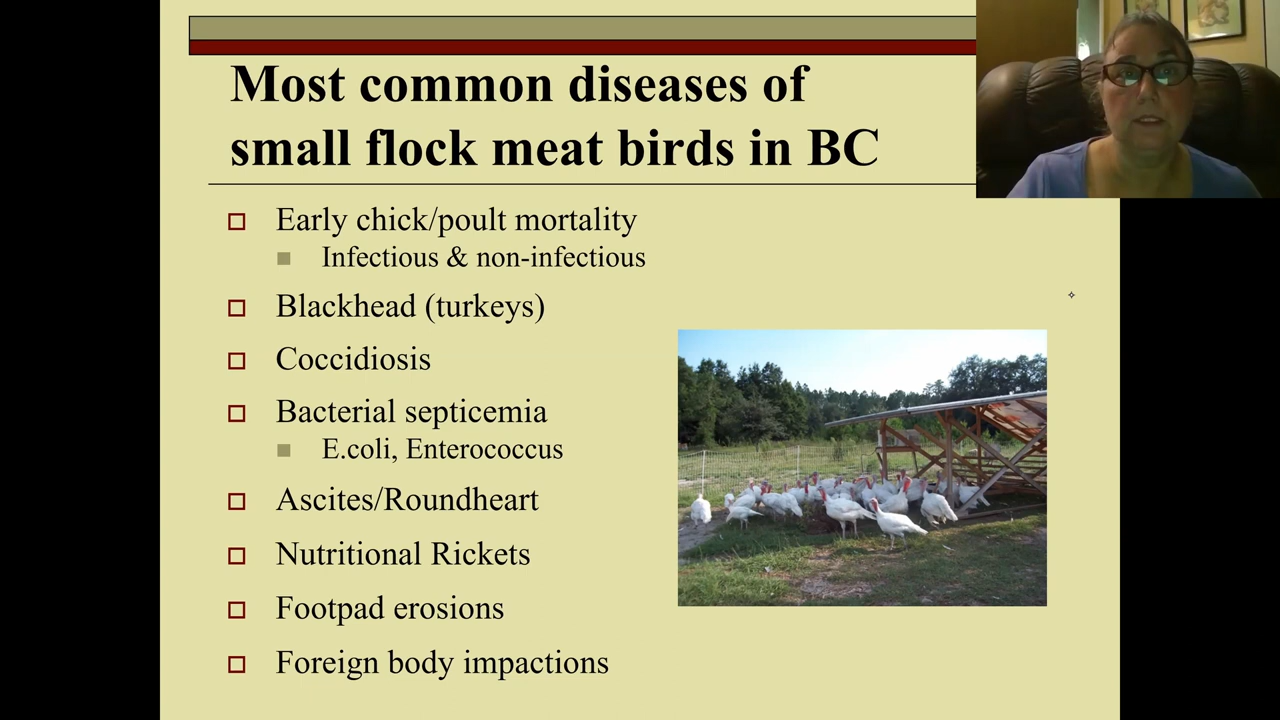 Most common diseases of
small flock meat birds in BC
Early chick/poult mortality
Infectious & non-infectious
Blackhead (turkeys)
Coccidiosis
Bacterial septicemia
E.coli, Enterococcus
Ascites/Roundheart
Nutritional Rickets
Footpad erosions
Foreign body impactions